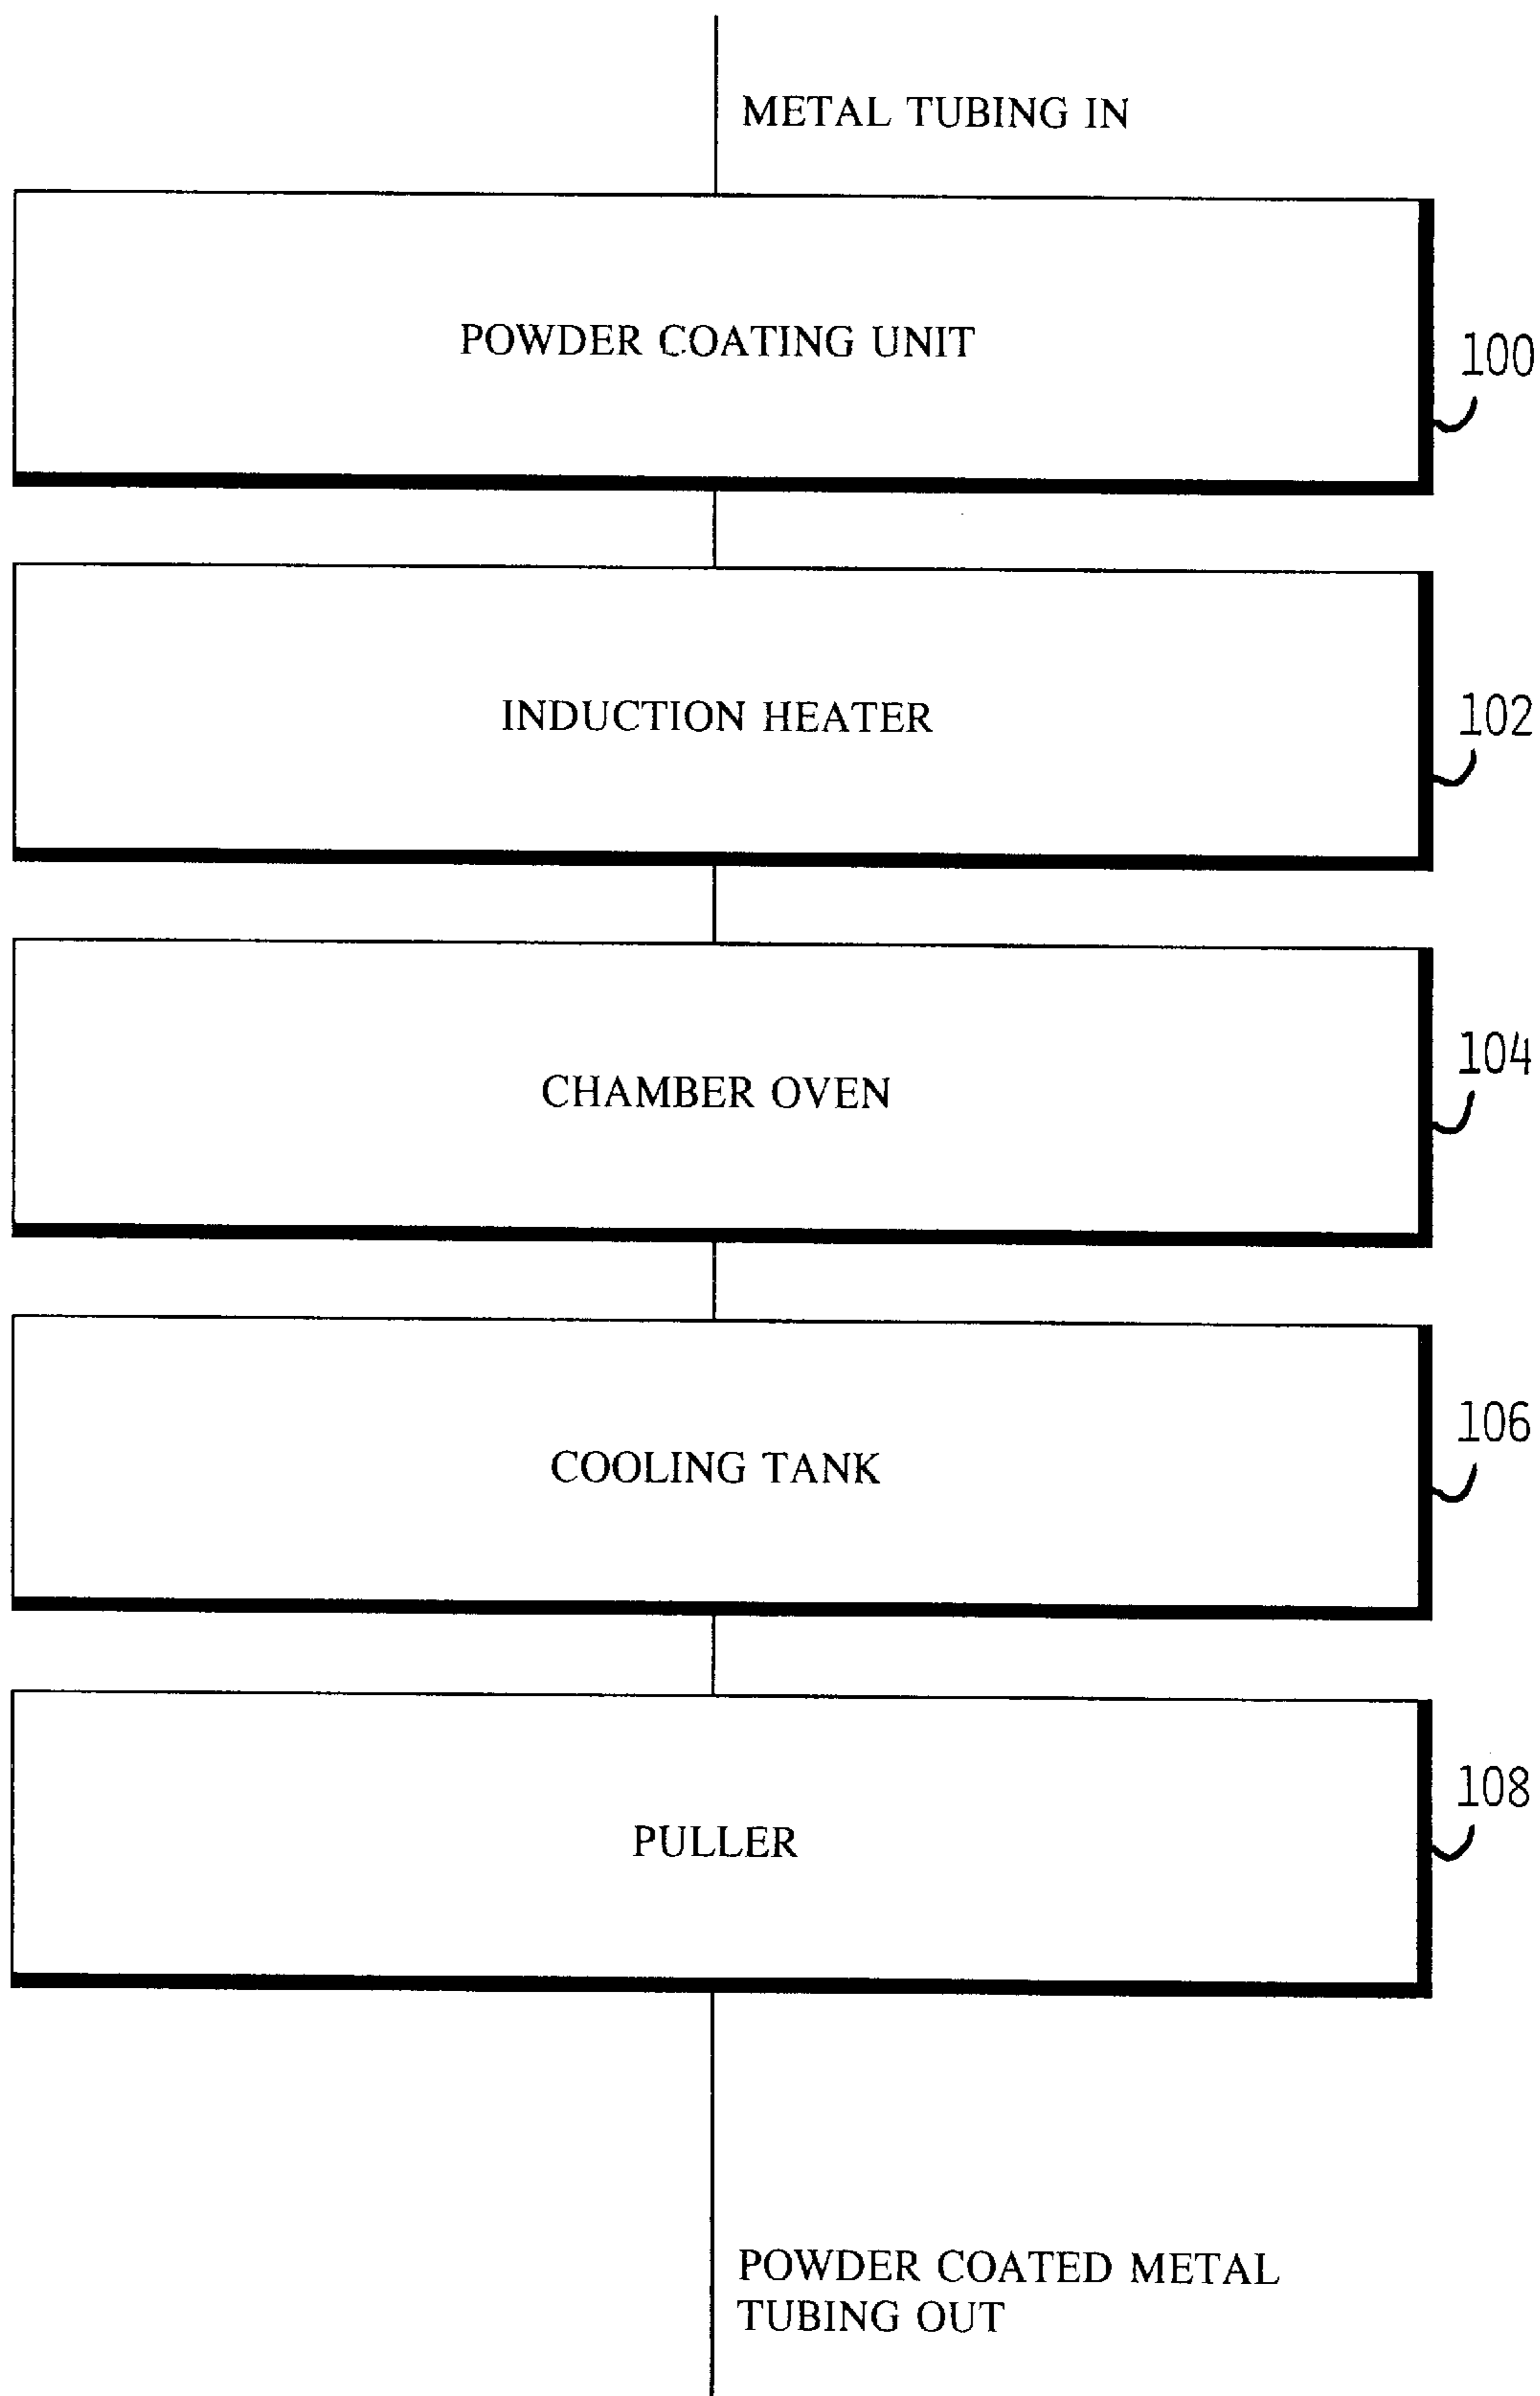 METAL TUBING IN
POWDER COATING UNIT
100
INDUCTION HEATER
102
CHAMBER OVEN
104
COOLING TANK
106
PULLER
108
POWDER COATED METAL
TUBING OUT